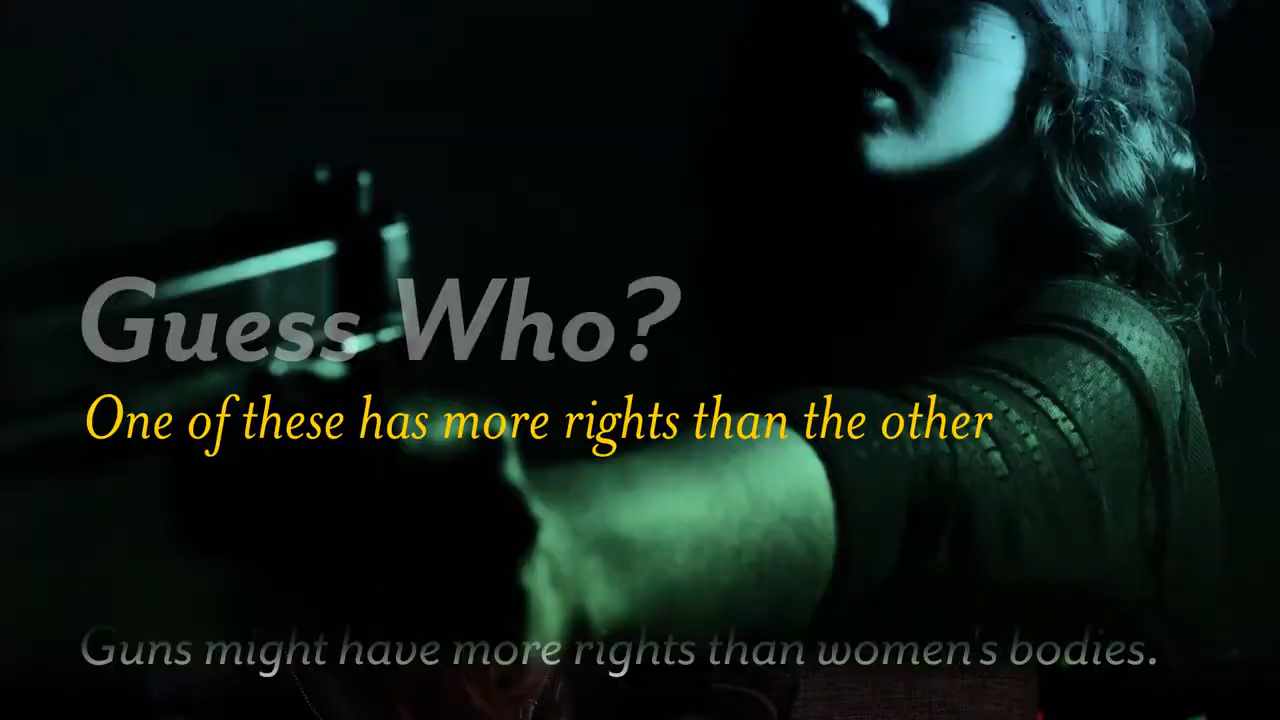 Guess Who?
One of these has more rights than the other
Guns might have more rights than women's bodies.